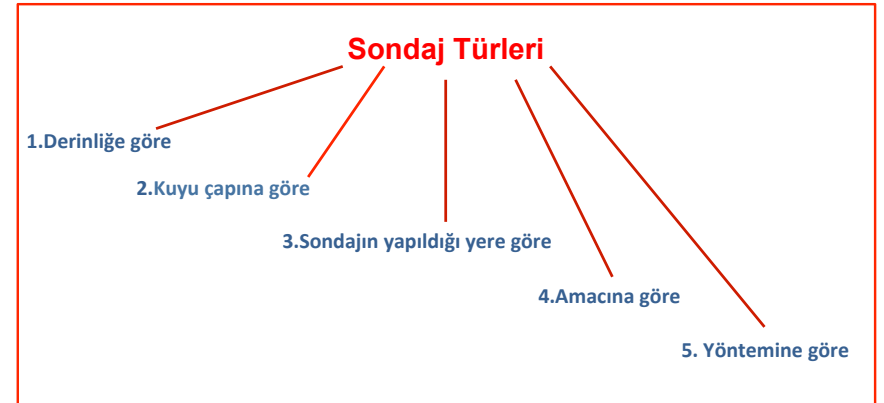 Sondaj Türleri
1.Derinliğe göre
2.Kuyu çapına göre
3.Sondajın yapıldığı yere göre
4.Amacına göre
5. Yöntemine göre